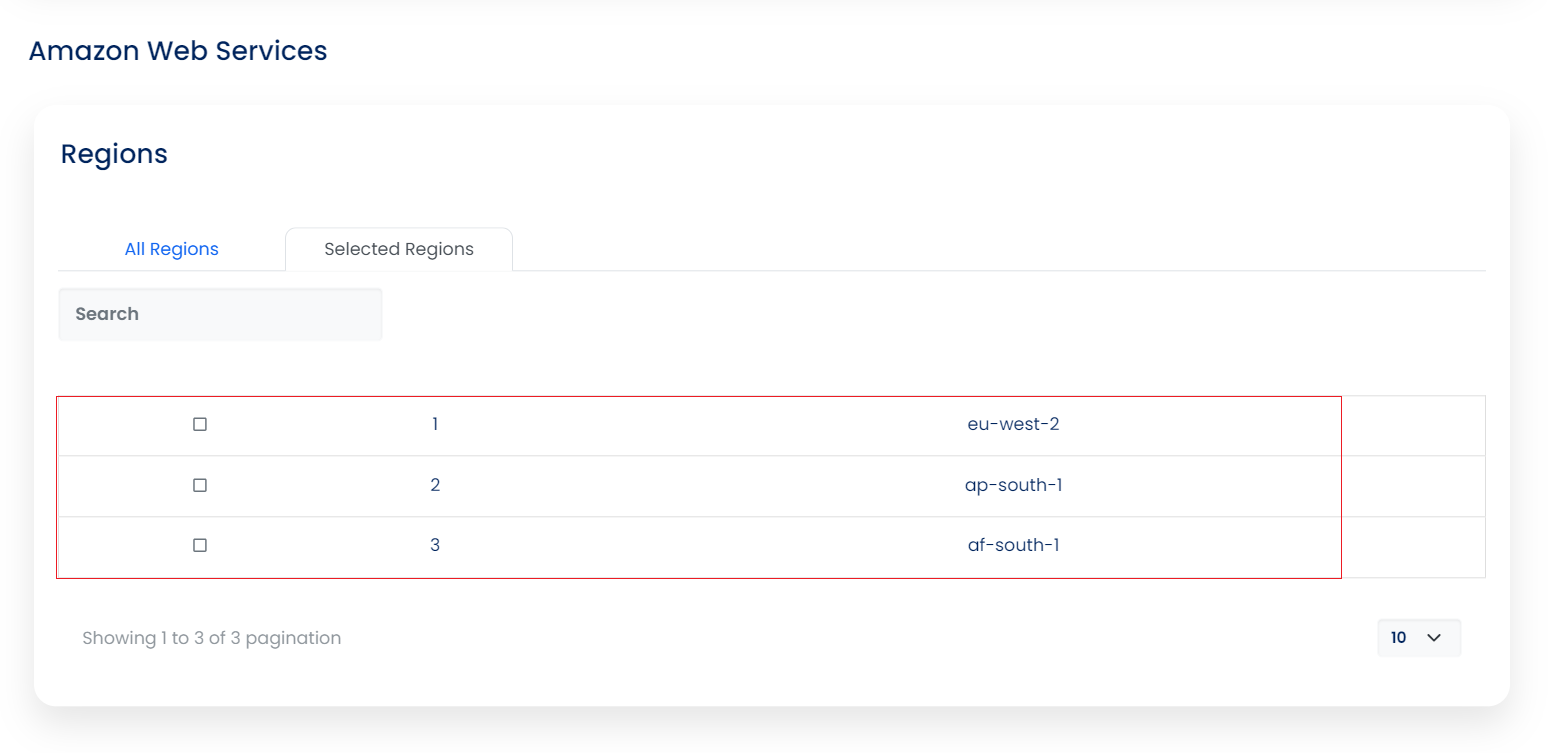 Amazon Web Services
Regions
All Regions Selected Regions
Search
1 eu-west-2
2 ap-south-1
3 af-south-1
Showing 1 to 3 of 3 pagination 10